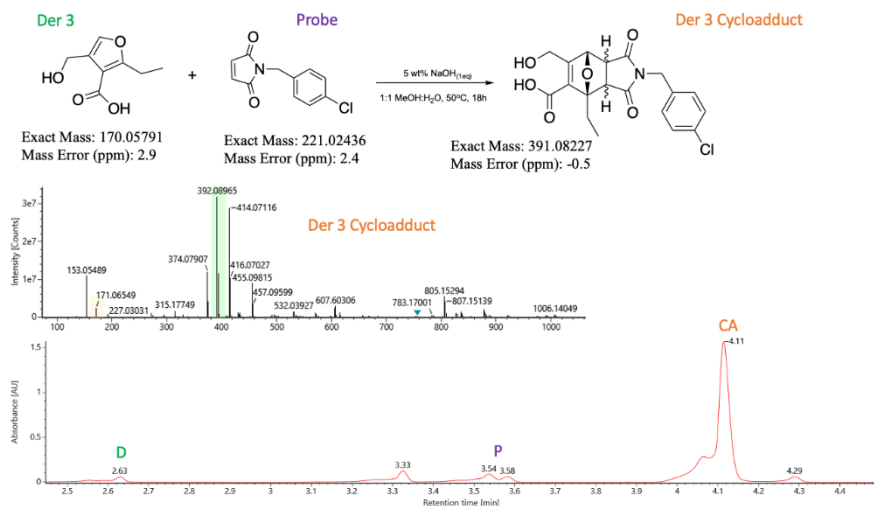 Der 3
Probe
Der 3 Cycloadduct
HO
O
O
OH
+
O
N
O
Cl
5 wt% NaOH(1eq)
1:1 MeOH:H₂O, 50ºC, 18h
HO
HO
O
O
H
H
O
N
O
Cl
Exact Mass: 170.05791
Mass Error (ppm): 2.9
Exact Mass: 221.02436
Mass Error (ppm): 2.4
Exact Mass: 391.08227
Mass Error (ppm): -0.5
Der 3 Cycloadduct
Intensity [Counts]
3e7
2e7
1e7
0
392.08965
414.07116
374.07907
416.07027
455.09815
457.09599
153.05489
171.06549
227.03031
315.17749
532.03927
607.60306
783.17001
805.15294
807.15139
1006.14049
100 200 300 400 500 600 700 800 900 1000
Absorbance [AU]
1.5
1
0.5
0
D
2.63
3.33
P
3.54
3.58
CA
4.11
4.29
2.5 2.6 2.7 2.8 2.9 3 3.1 3.2 3.3 3.4 3.5 3.6 3.7 3.8 3.9 4 4.1 4.2 4.3 4.4
Retention time [min]